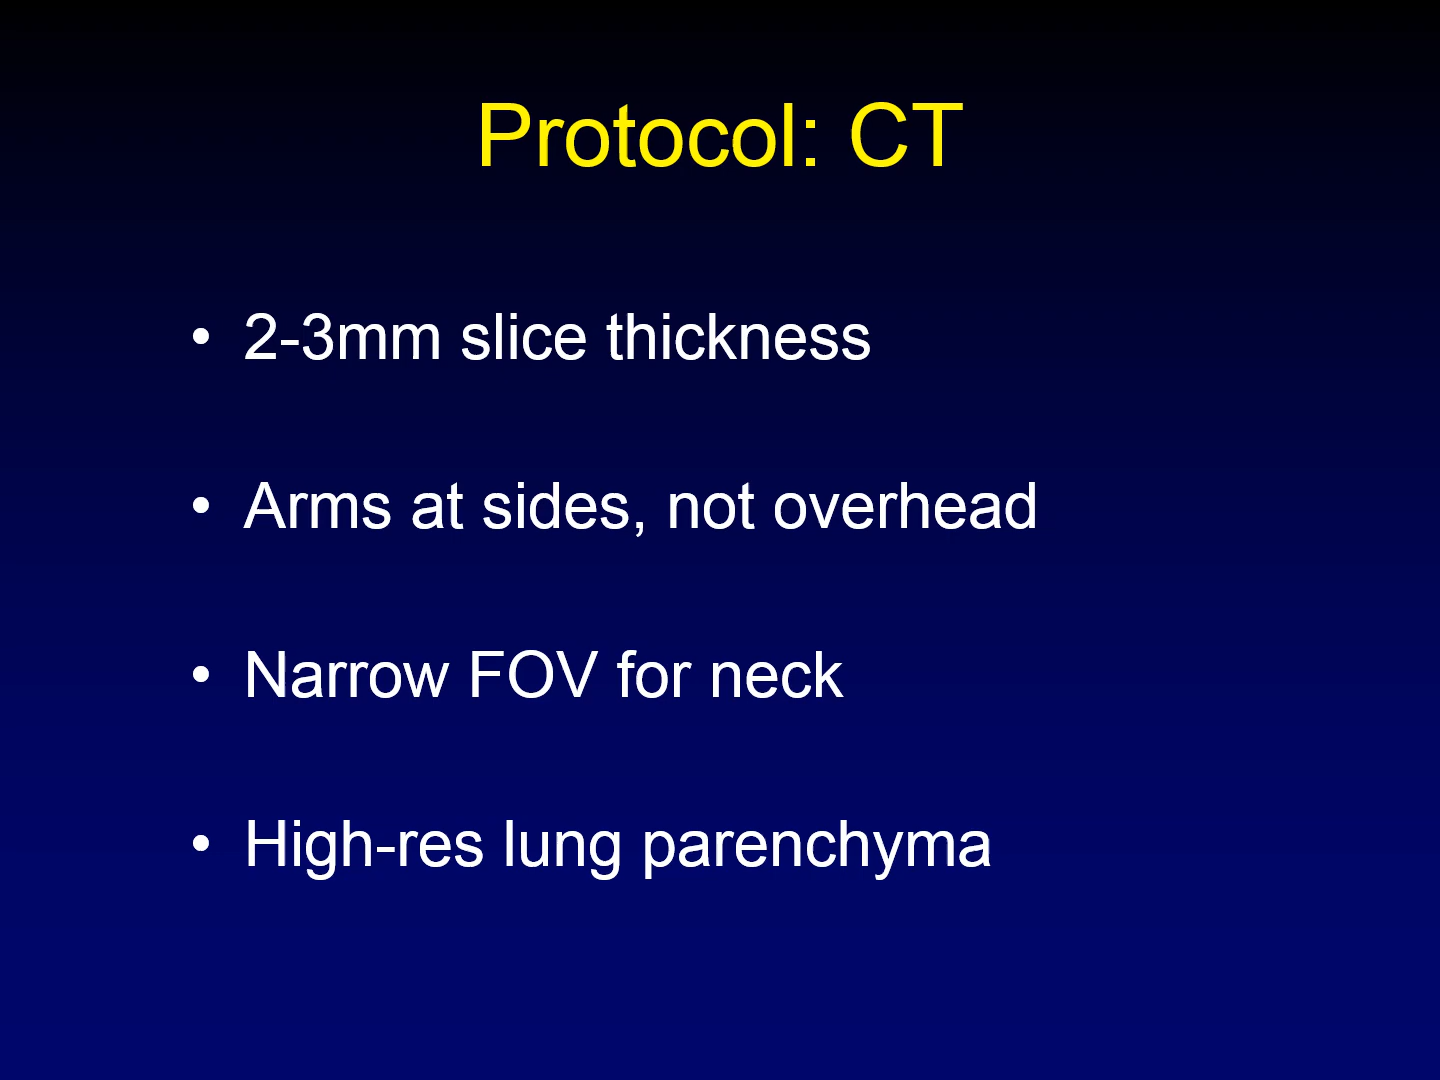 Protocol: CT
• 2-3mm slice thickness
• Arms at sides, not overhead
• Narrow FOV for neck
• High-res lung parenchyma